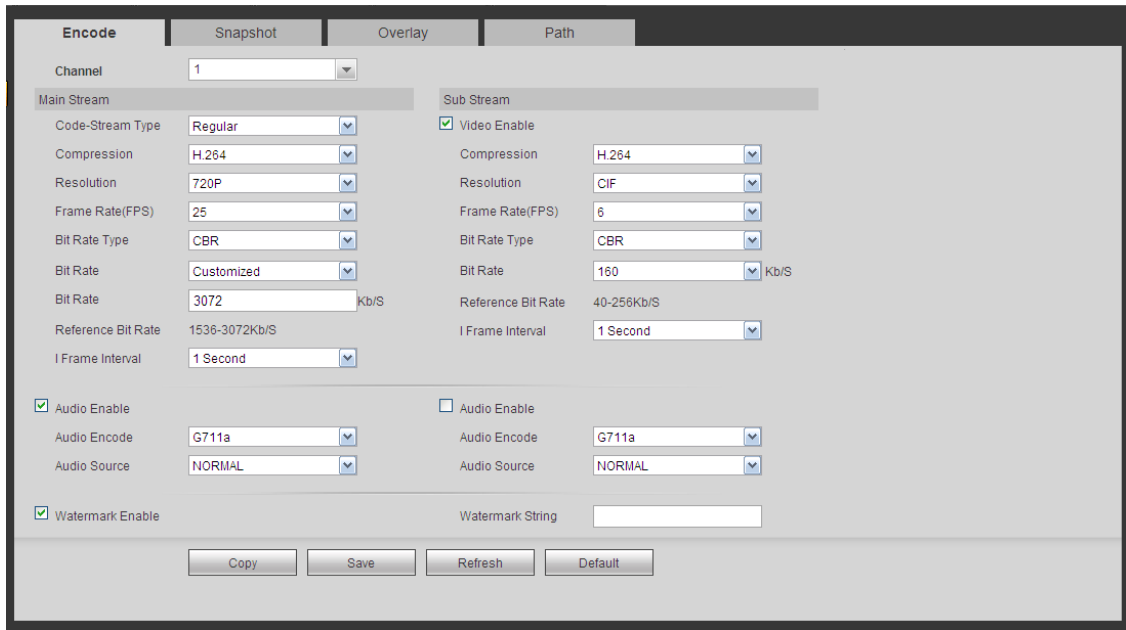 Encode Snapshot Overlay Path
Channel 1
Main Stream Sub Stream
Code-Stream Type Regular Video Enable
Compression H.264 Compression H.264
Resolution 720P Resolution CIF
Frame Rate(FPS) 25 Frame Rate(FPS) 6
Bit Rate Type CBR Bit Rate Type CBR
Bit Rate Customized Bit Rate 160 Kb/S
Bit Rate 3072 Kb/S Reference Bit Rate 40-256Kb/S
Reference Bit Rate 1536-3072Kb/S I Frame Interval 1 Second
I Frame Interval 1 Second
Audio Enable Audio Enable
Audio Encode G711a Audio Encode G711a
Audio Source NORMAL Audio Source NORMAL
Watermark Enable Watermark String
Copy Save Refresh Default